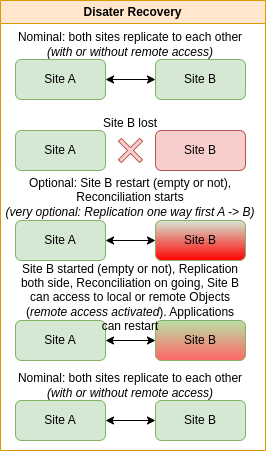 Disater Recovery
Nominal: both sites replicate to each other
(with or without remote access)
Site A Site B
Site B lost
Site A Site B
Optional: Site B restart (empty or not),
Reconciliation starts
(very optional: Replication one way first A -> B)
Site A Site B
Site B started (empty or not), Replication
both side, Reconciliation on going, Site B
can access to local or remote Objects
(remote access activated). Applications
can restart
Site A Site B
Nominal: both sites replicate to each other
(with or without remote access)
Site A Site B